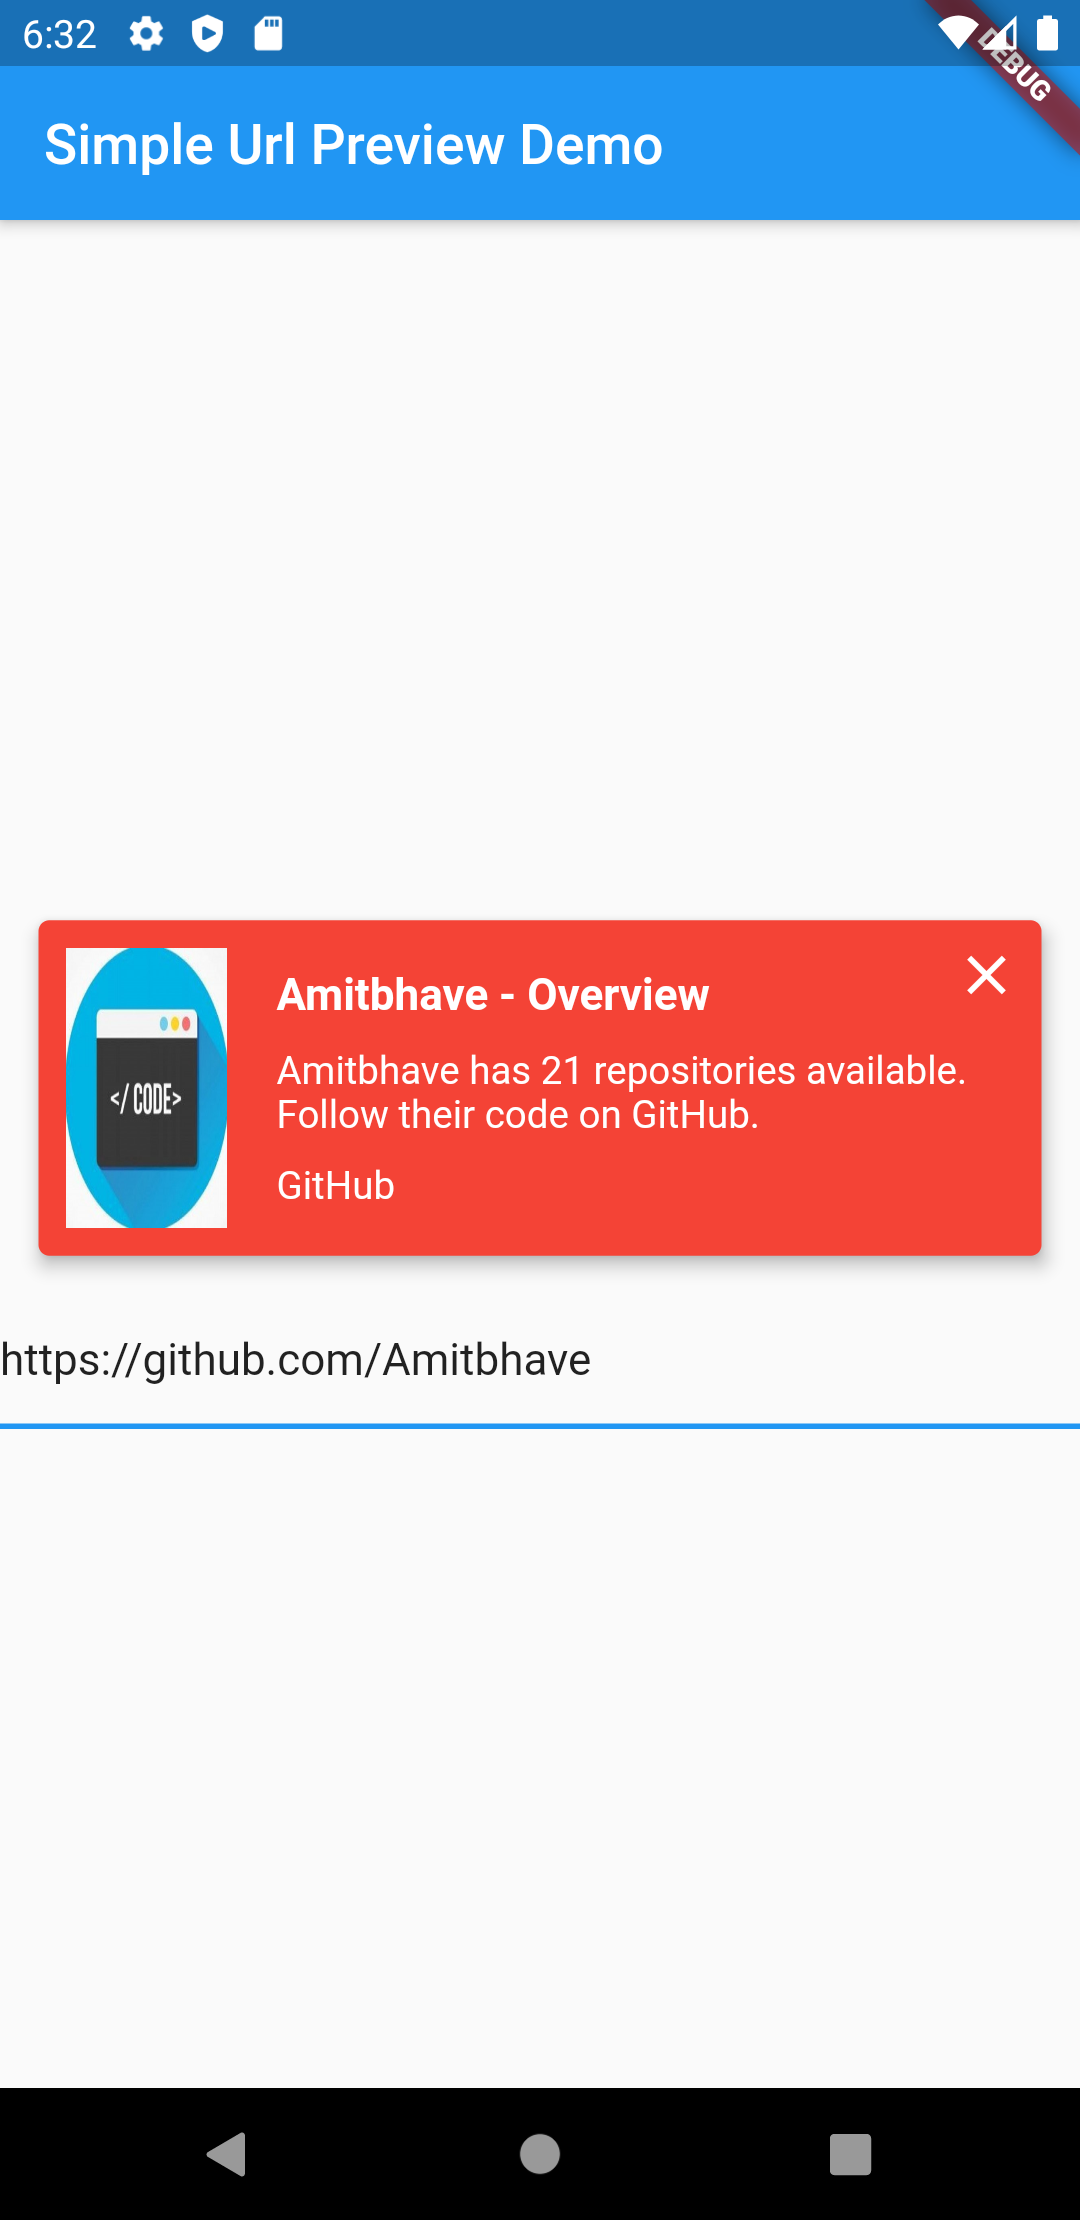 6:32
DEBUG
Simple Url Preview Demo
Amitbhave - Overview
</ CODE>
Amitbhave has 21 repositories available.
Follow their code on GitHub.
GitHub
https://github.com/Amitbhave